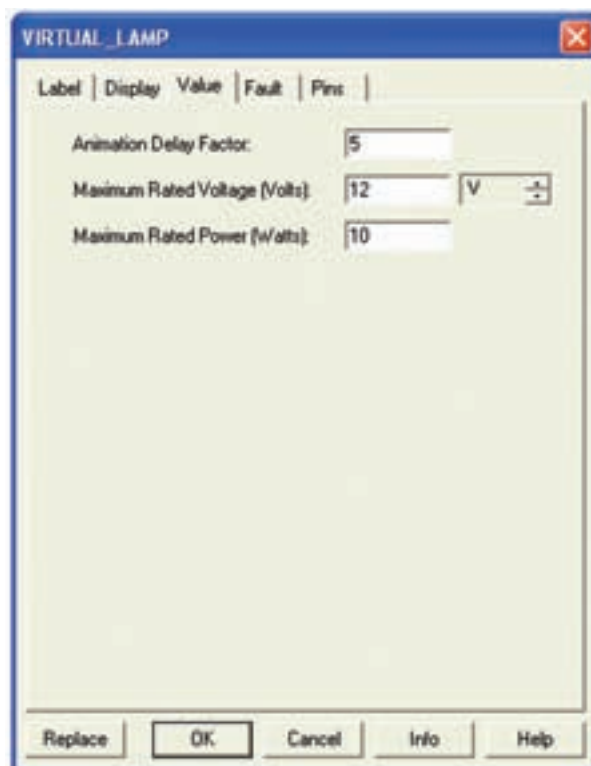 VIRTUAL_LAMP
Label Display Value Fault Pins
Animation Delay Factor: 5
Maximum Rated Voltage (Volts): 12 V
Maximum Rated Power (Watts): 10
Replace OK Cancel Info Help